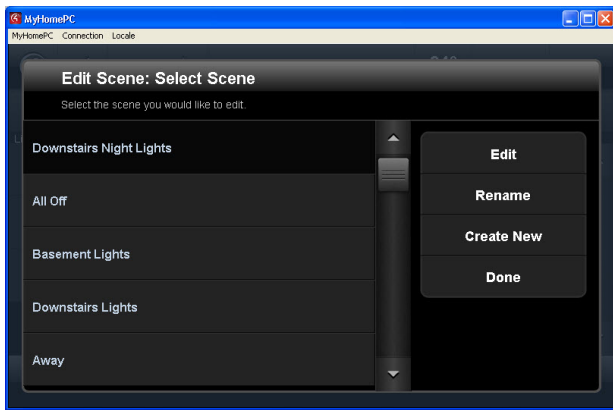 MyHomePC
MyHomePC Connection Locale
Edit Scene: Select Scene
Select the scene you would like to edit.
Downstairs Night Lights
All Off
Basement Lights
Downstairs Lights
Away
Edit
Rename
Create New
Done